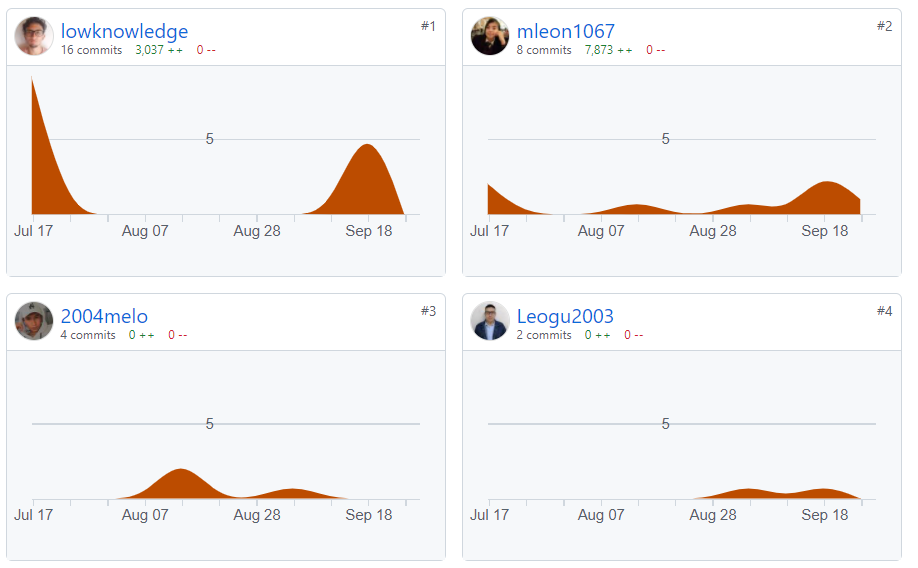 lowknowledge #1
16 commits 3,037 ++ 0 --
5
Jul 17 Aug 07 Aug 28 Sep 18
mleon1067 #2
8 commits 7,873 ++ 0 --
5
Jul 17 Aug 07 Aug 28 Sep 18
2004melo #3
4 commits 0 ++ 0 --
5
Jul 17 Aug 07 Aug 28 Sep 18
Leogu2003 #4
2 commits 0 ++ 0 --
5
Jul 17 Aug 07 Aug 28 Sep 18